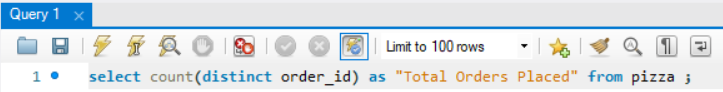 Query 1
Limit to 100 rows
1 select count(distinct order_id) as "Total Orders Placed" from pizza ;